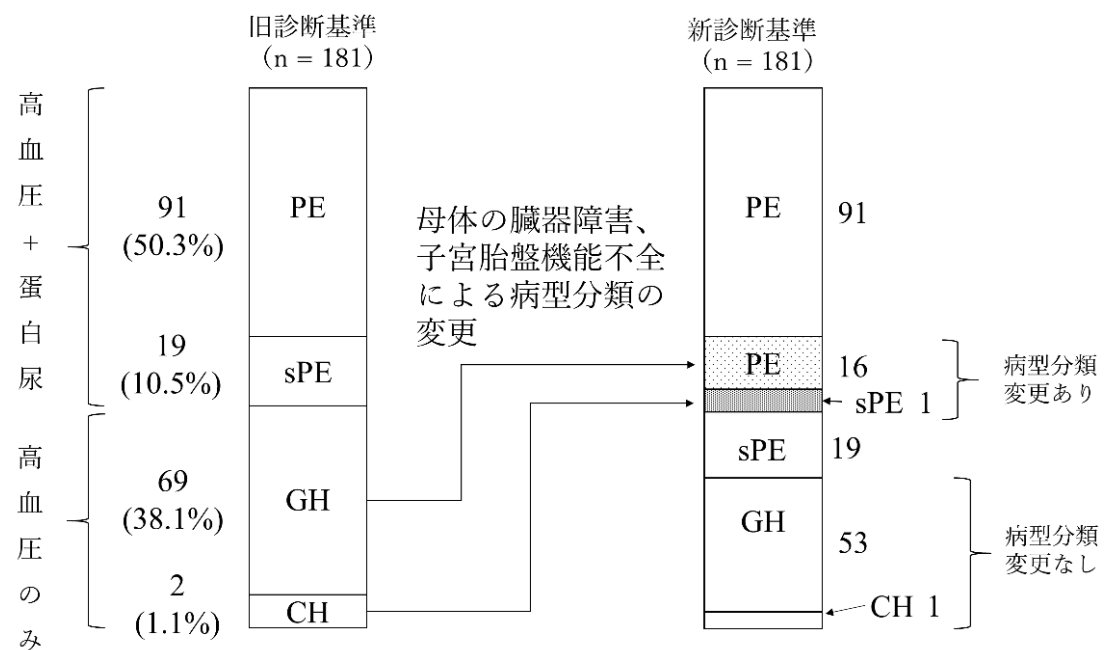 旧診断基準
（n = 181）
新診断基準
（n = 181）
高血圧+蛋白尿
高血圧のみ
91
(50.3%)
19
(10.5%)
69
(38.1%)
2
(1.1%)
PE
sPE
GH
CH
母体の臓器障害、
子宮胎盤機能不全
による病型分類の
変更
PE
91
PE
16
sPE 1
sPE
19
GH
53
CH 1
病型分類
変更あり
病型分類
変更なし